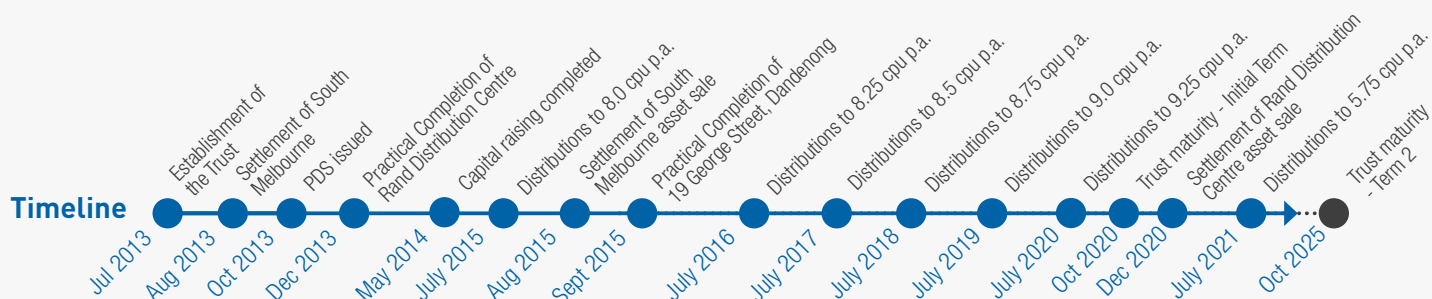 Timeline
Establishment of
the Trust
Jul 2013
Settlement of South
Melbourne
Aug 2013
PDS issued
Oct 2013
Practical Completion of
Rand Distribution Centre
Dec 2013
Capital raising completed
May 2014
Distributions to 8.0 cpu p.a.
July 2015
Settlement of South
Melbourne asset sale
Aug 2015
Practical Completion of
19 George Street, Dandenong
Sept 2015
Distributions to 8.25 cpu p.a.
July 2016
Distributions to 8.5 cpu p.a.
July 2017
Distributions to 8.75 cpu p.a.
July 2018
Distributions to 9.0 cpu p.a.
July 2019
Distributions to 9.25 cpu p.a.
July 2020
Trust maturity - Initial Term
Oct 2020
Settlement of Rand Distribution
Centre asset sale
Dec 2020
Distributions to 5.75 cpu p.a.
July 2021
Trust maturity
- Term 2
Oct 2025